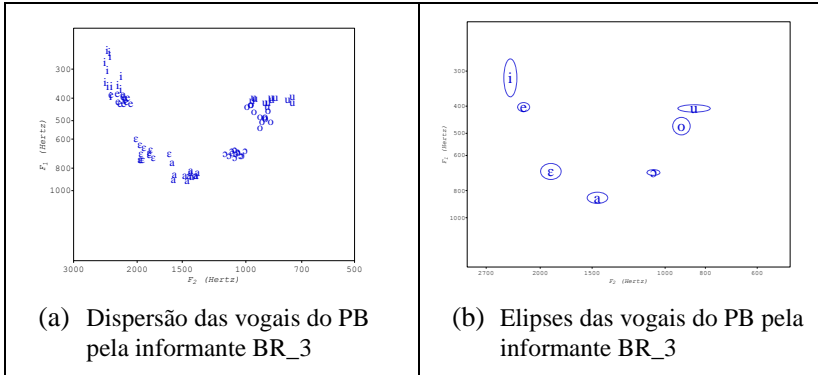 300
400
500
600
800
1000
F₁ (Hertz)
3000
2000
1500
1000
700
500
F₂ (Hertz)
(a) Dispersão das vogais do PB
pela informante BR_3
300
400
500
600
800
1000
F₁ (Hertz)
i
e
u
o
ε
ɔ
a
2700
2000
1500
1000
800
600
F₂ (Hertz)
(b) Elipses das vogais do PB pela
informante BR_3